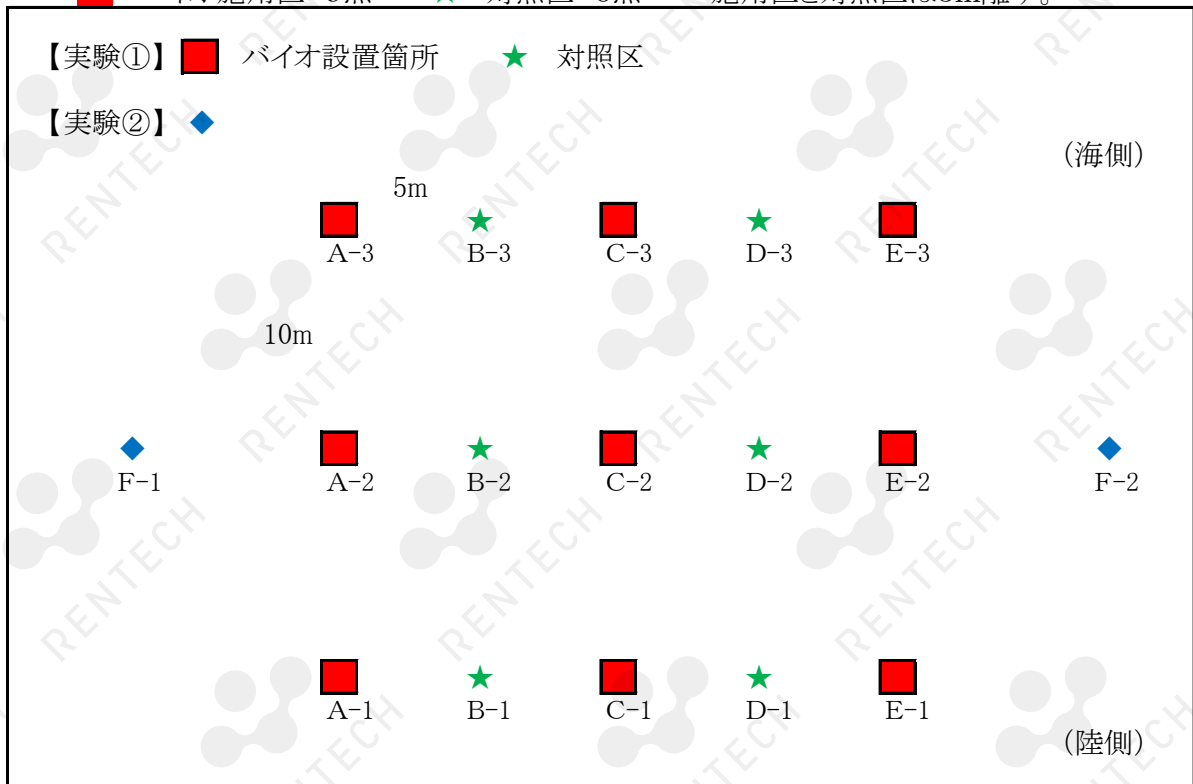 【実験①】 バイオ設置箇所 ★ 対照区
【実験②】 ◆
(海側)
5m
A-3 B-3 C-3 D-3 E-3
10m
F-1 A-2 B-2 C-2 D-2 E-2 F-2
A-1 B-1 C-1 D-1 E-1
(陸側)
RENTECH